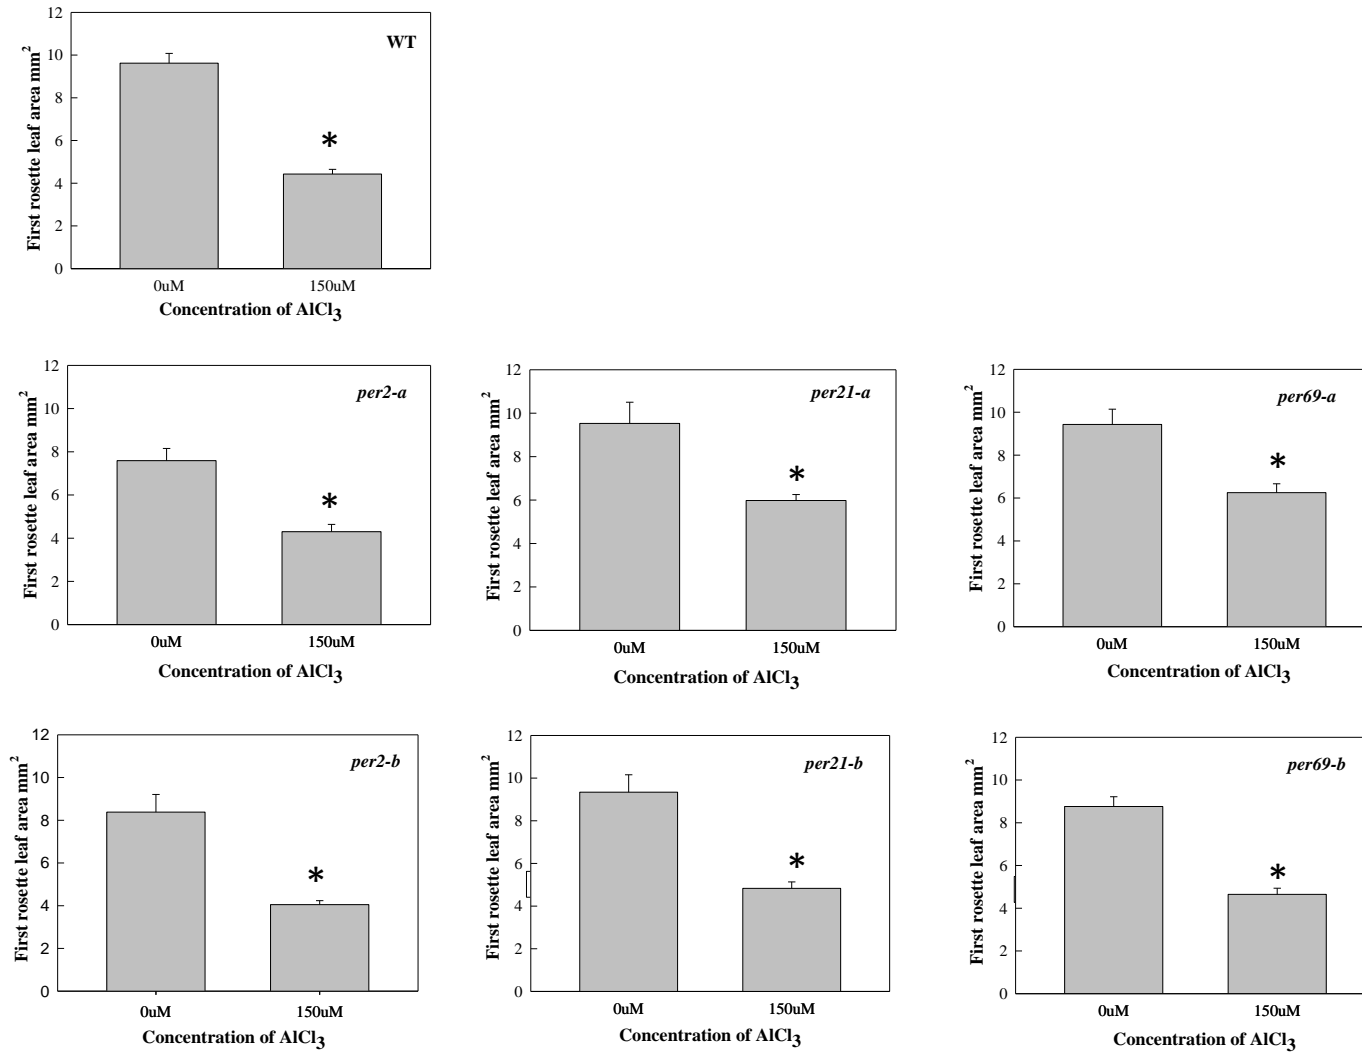 WT
First rosette leaf area mm²
12
10
8
6
4
2
0
*
0uM 150uM
Concentration of AlCl₃
per2-a
First rosette leaf area mm²
12
10
8
6
4
2
0
*
0uM 150uM
Concentration of AlCl₃
per21-a
First rosette leaf area mm²
12
10
8
6
4
2
0
*
0uM 150uM
Concentration of AlCl₃
per69-a
First rosette leaf area mm²
12
10
8
6
4
2
0
*
0uM 150uM
Concentration of AlCl₃
per2-b
First rosette leaf area mm²
12
10
8
6
4
2
0
*
0uM 150uM
Concentration of AlCl₃
per21-b
First rosette leaf area mm²
12
10
8
6
4
2
0
*
0uM 150uM
Concentration of AlCl₃
per69-b
First rosette leaf area mm²
12
10
8
6
4
2
0
*
0uM 150uM
Concentration of AlCl₃